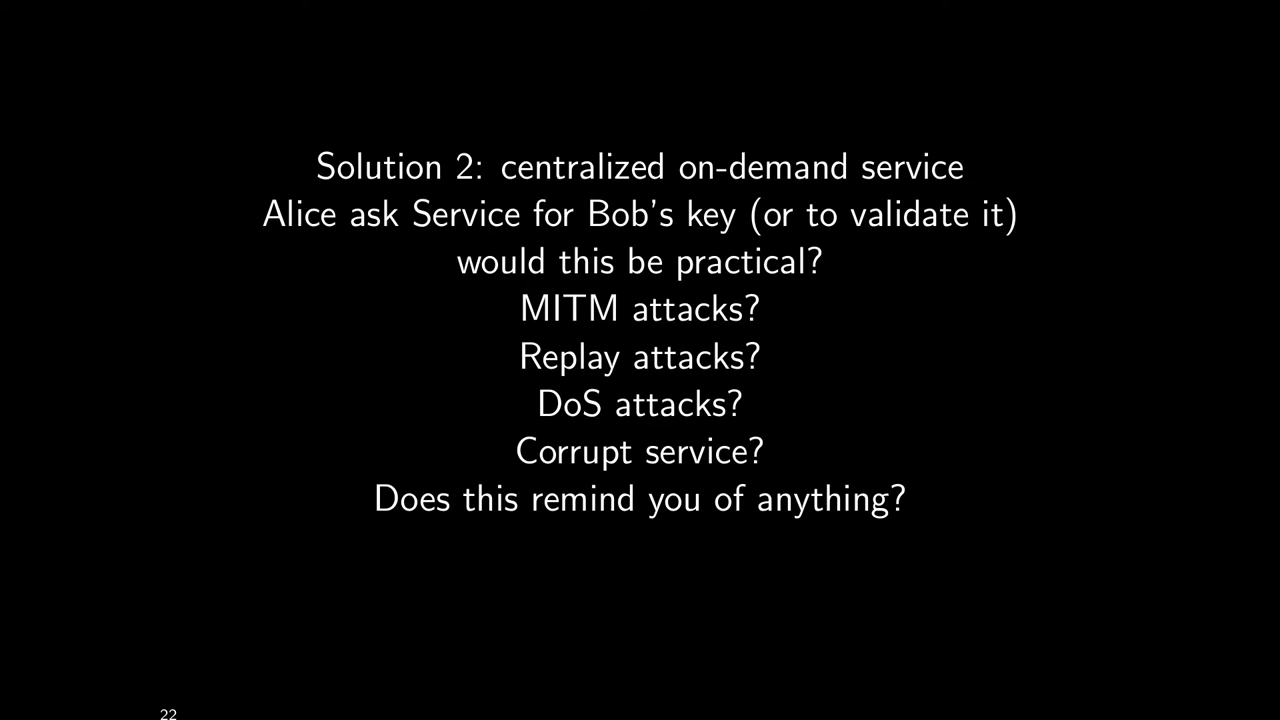 Solution 2: centralized on-demand service
Alice ask Service for Bob's key (or to validate it)
would this be practical?
MITM attacks?
Replay attacks?
DoS attacks?
Corrupt service?
Does this remind you of anything?
22